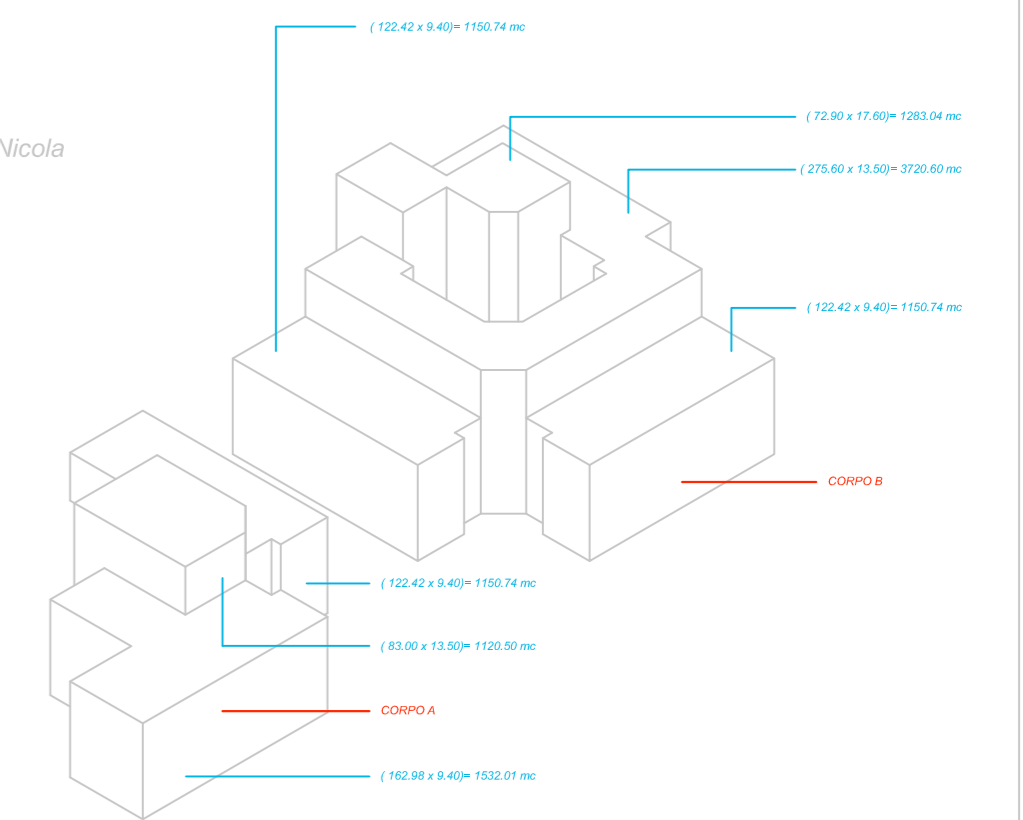 ( 122.42 x 9.40)= 1150.74 mc
( 72.90 x 17.60)= 1283.04 mc
Nicola
( 275.60 x 13.50)= 3720.60 mc
( 122.42 x 9.40)= 1150.74 mc
CORPO B
( 122.42 x 9.40)= 1150.74 mc
( 83.00 x 13.50)= 1120.50 mc
CORPO A
( 162.98 x 9.40)= 1532.01 mc